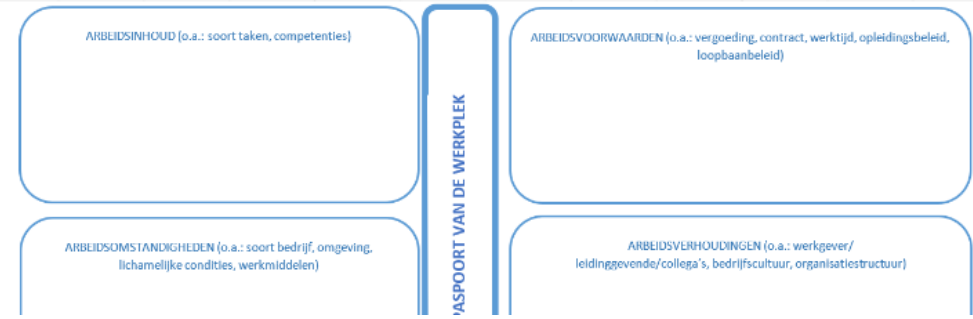 ARBEIDSINHOUD (o.a.: soort taken, competenties)
ARBEIDSVOORWAARDEN (o.a.: vergoeding, contract, werktijd, opleidingsbeleid,
loopbaanbeleid)
PASPOORT VAN DE WERKPLEK
ARBEIDSOMSTANDIGHEDEN (o.a.: soort bedrijf, omgeving,
lichamelijke condities, werkmiddelen)
ARBEIDSVERHOUDINGEN (o.a.: werkgever/
leidinggevende/collega's, bedrijfscultuur, organisatiestructuur)